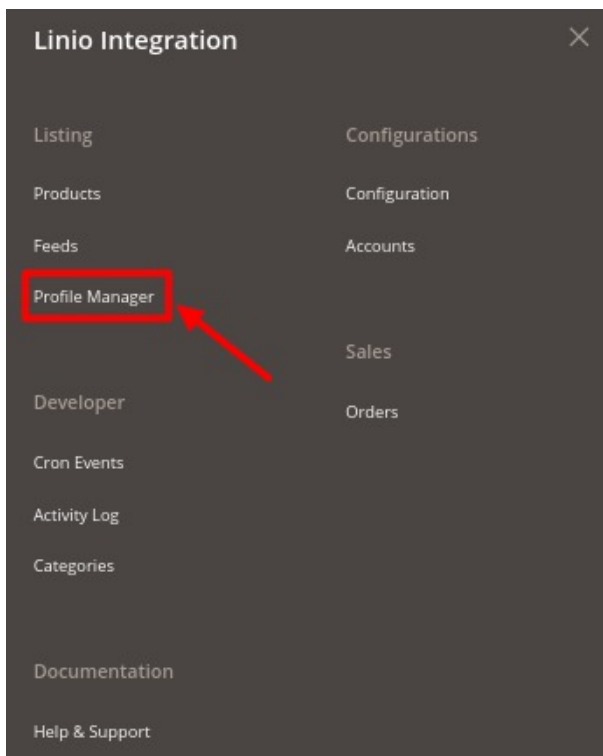 Linio Integration
Listing
Products
Feeds
Profile Manager
Developer
Cron Events
Activity Log
Categories
Documentation
Help & Support
Configurations
Configuration
Accounts
Sales
Orders